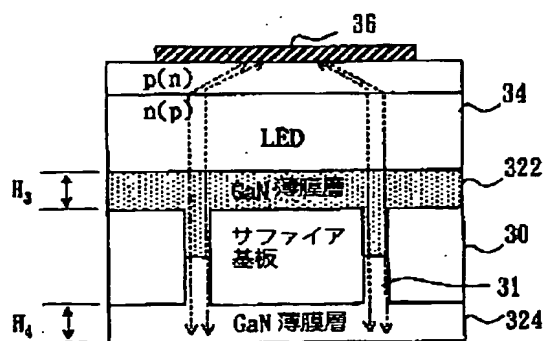 36
p(n)
n(p)
34
LED
322
H₃
GaN 薄膜層
サファイア
基板
30
31
H₄
GaN 薄膜層
324